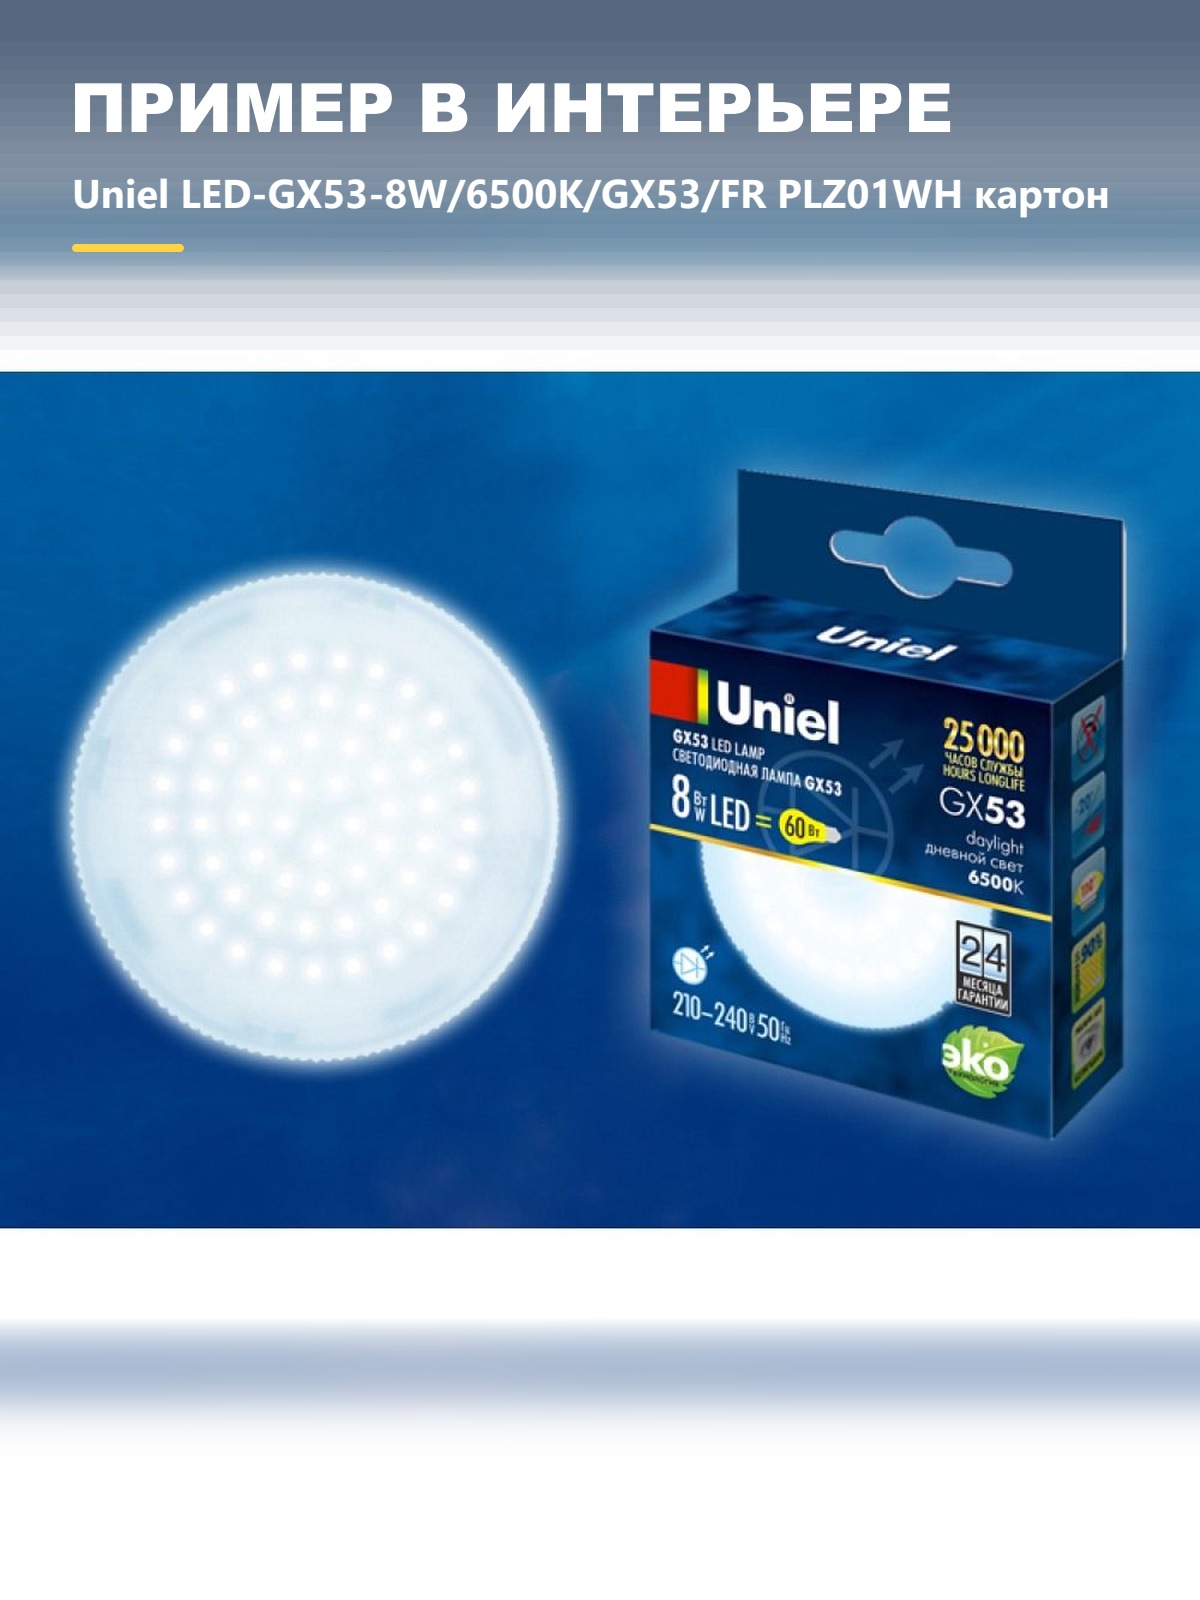 ПРИМЕР В ИНТЕРЬЕРЕ
Uniel LED-GX53-8W/6500K/GX53/FR PLZ01WH картон
Uniel
Uniel
GX53 LED LAMP
СВЕТОДИОДНАЯ ЛАМПА GX53
8 Вт W LED = 60 Вт
25 000
ЧАСОВ СЛУЖБЫ
HOURS LONGLIFE
GX53
daylight
дневной свет
6500K
24
МЕСЯЦА
ГАРАНТИИ
210–240 В V 50 Гц Hz
эко
технология
90%